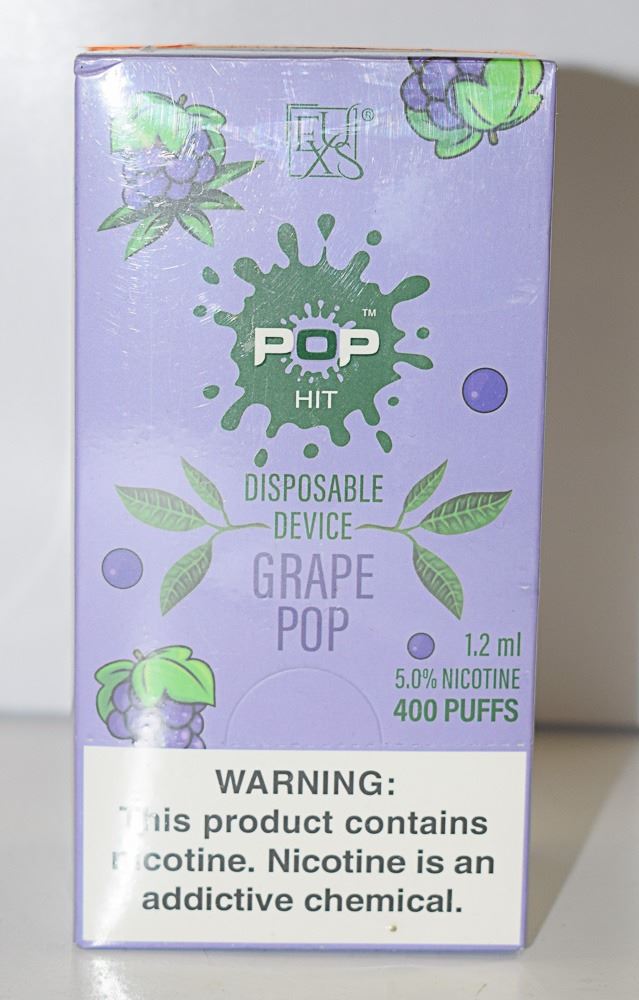 POP™
HIT
DISPOSABLE
DEVICE
GRAPE
POP
1.2 ml
5.0% NICOTINE
400 PUFFS
WARNING:
This product contains
nicotine. Nicotine is an
addictive chemical.